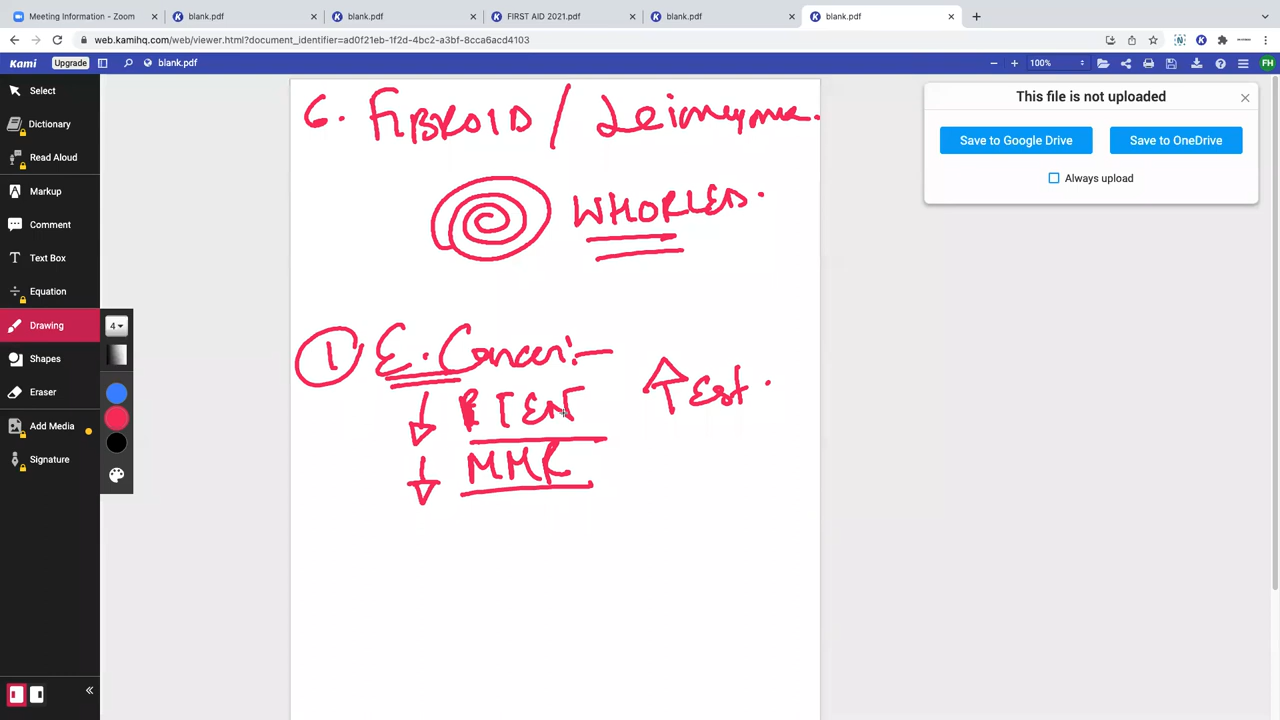 Meeting Information - Zoom
blank.pdf
blank.pdf
FIRST AID 2021.pdf
blank.pdf
blank.pdf
web.kamihq.com/web/viewer.html?document_identifier=ad0f21eb-1f2d-4bc2-a3bf-8cca6acd4103
Kami Upgrade blank.pdf 100% FH
Select
Dictionary
Read Aloud
Markup
Comment
Text Box
Equation
Drawing
Shapes
Eraser
Add Media
Signature
4
This file is not uploaded
Save to Google Drive
Save to OneDrive
Always upload
6. FIBROID / Leimeyma.
WHORLED.
1 E. Cancer:-
↓ PTEN ↑ Est.
↓ MMR